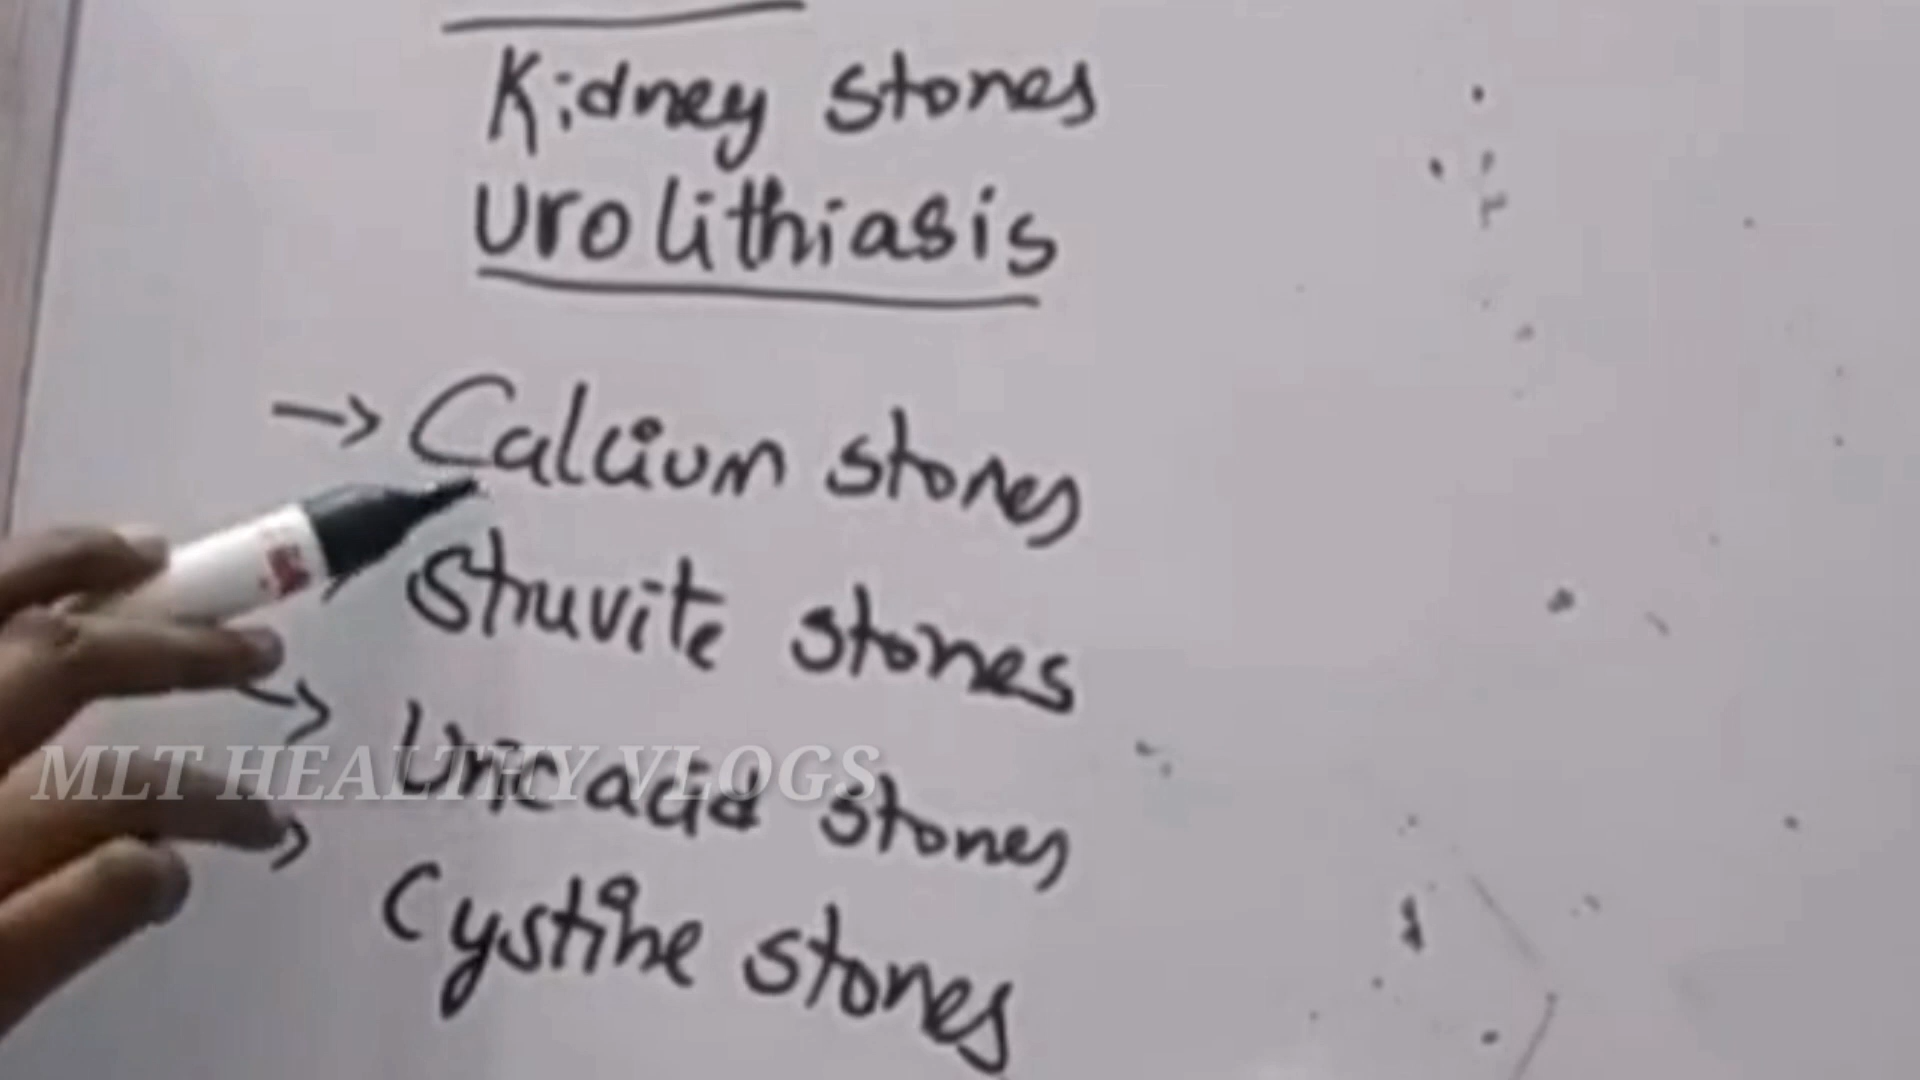 Kidney stones
Urolithiasis
→ Calcium stones
Struvite stones
→ Uric acid stones
MLT HEALTHY VLOGS
→ Cystine stones